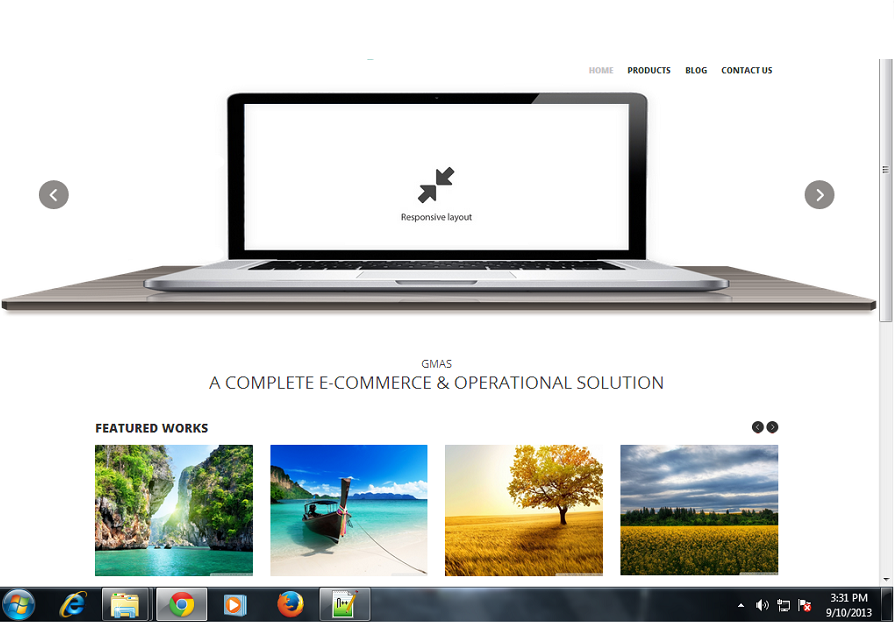 HOME PRODUCTS BLOG CONTACT US
Responsive layout
GMAS
A COMPLETE E-COMMERCE & OPERATIONAL SOLUTION
FEATURED WORKS
3:31 PM
9/10/2013